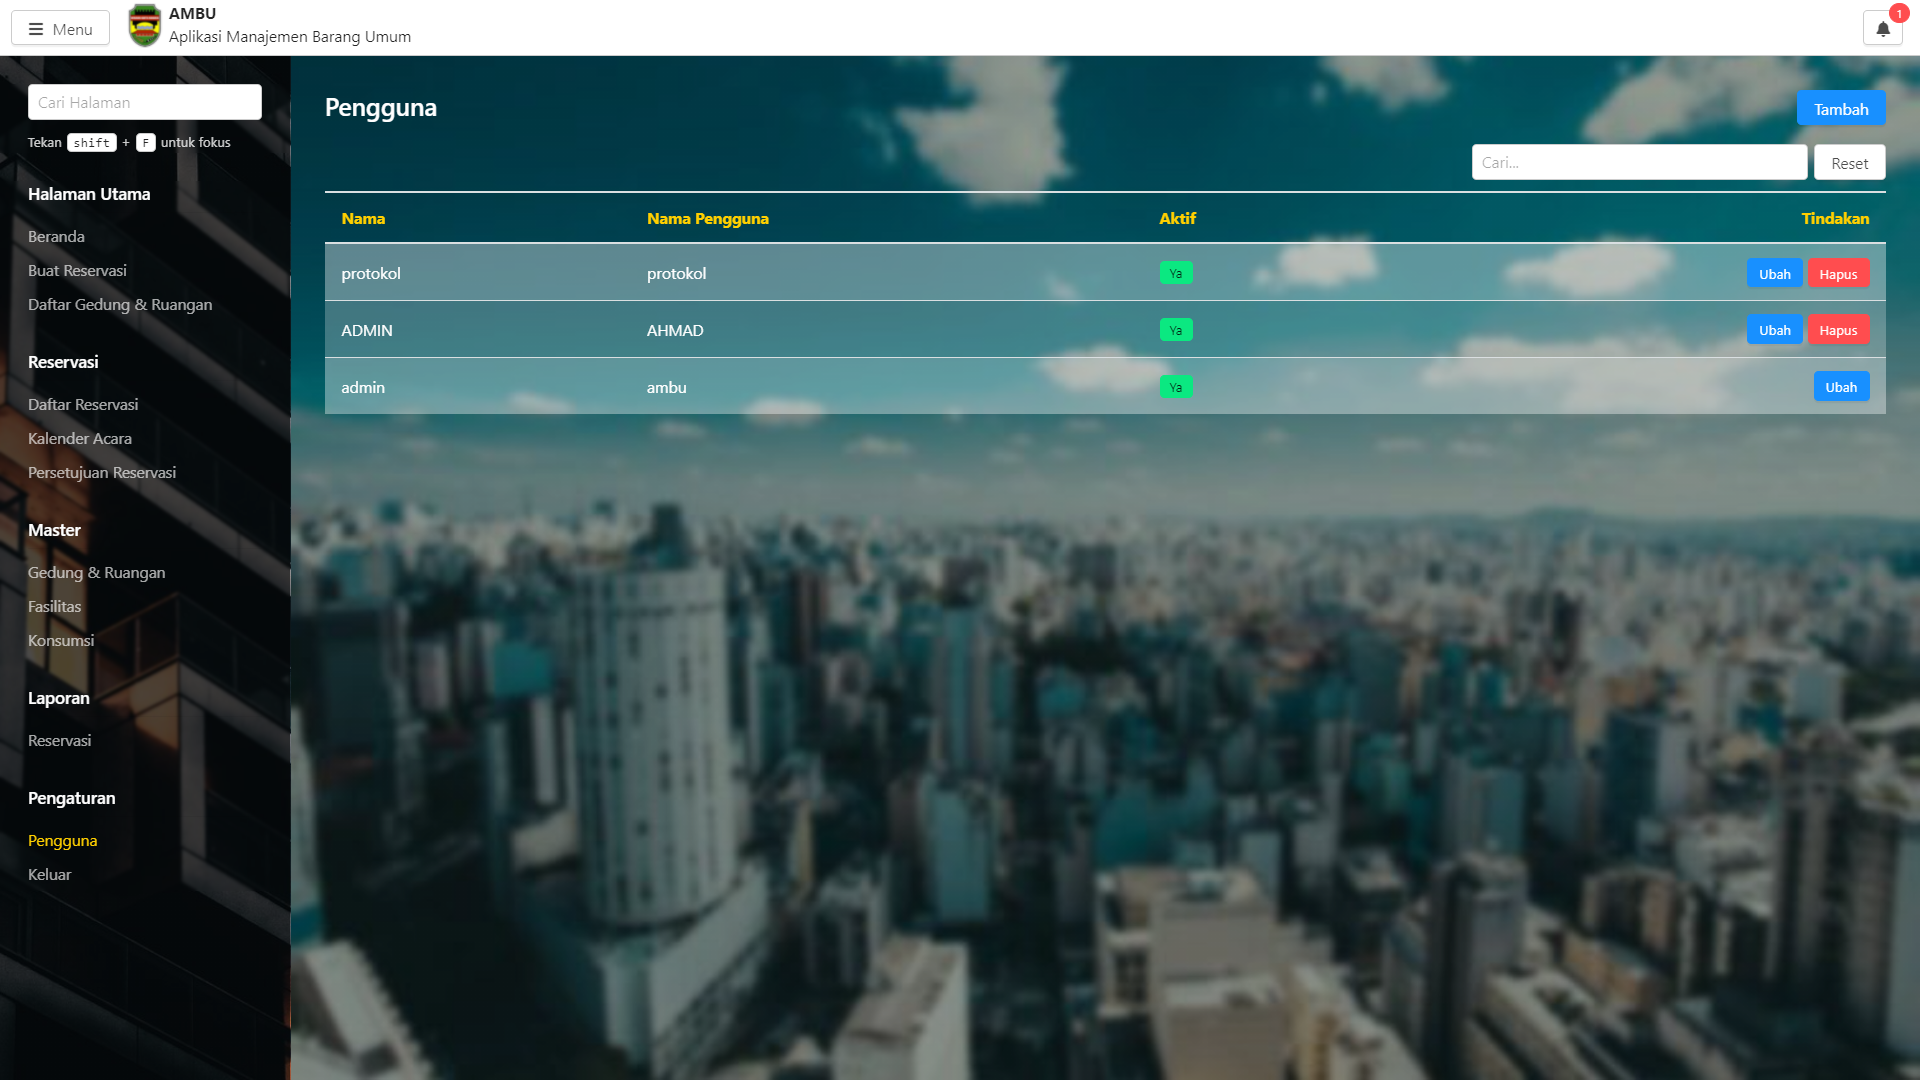 Menu
AMBU
Aplikasi Manajemen Barang Umum
1
Cari Halaman
Tekan shift + F untuk fokus
Halaman Utama
Beranda
Buat Reservasi
Daftar Gedung & Ruangan
Reservasi
Daftar Reservasi
Kalender Acara
Persetujuan Reservasi
Master
Gedung & Ruangan
Fasilitas
Konsumsi
Laporan
Reservasi
Pengaturan
Pengguna
Keluar
Pengguna
Tambah
Cari...
Reset
Nama Nama Pengguna Aktif Tindakan
protokol protokol Ya Ubah Hapus
ADMIN AHMAD Ya Ubah Hapus
admin ambu Ya Ubah